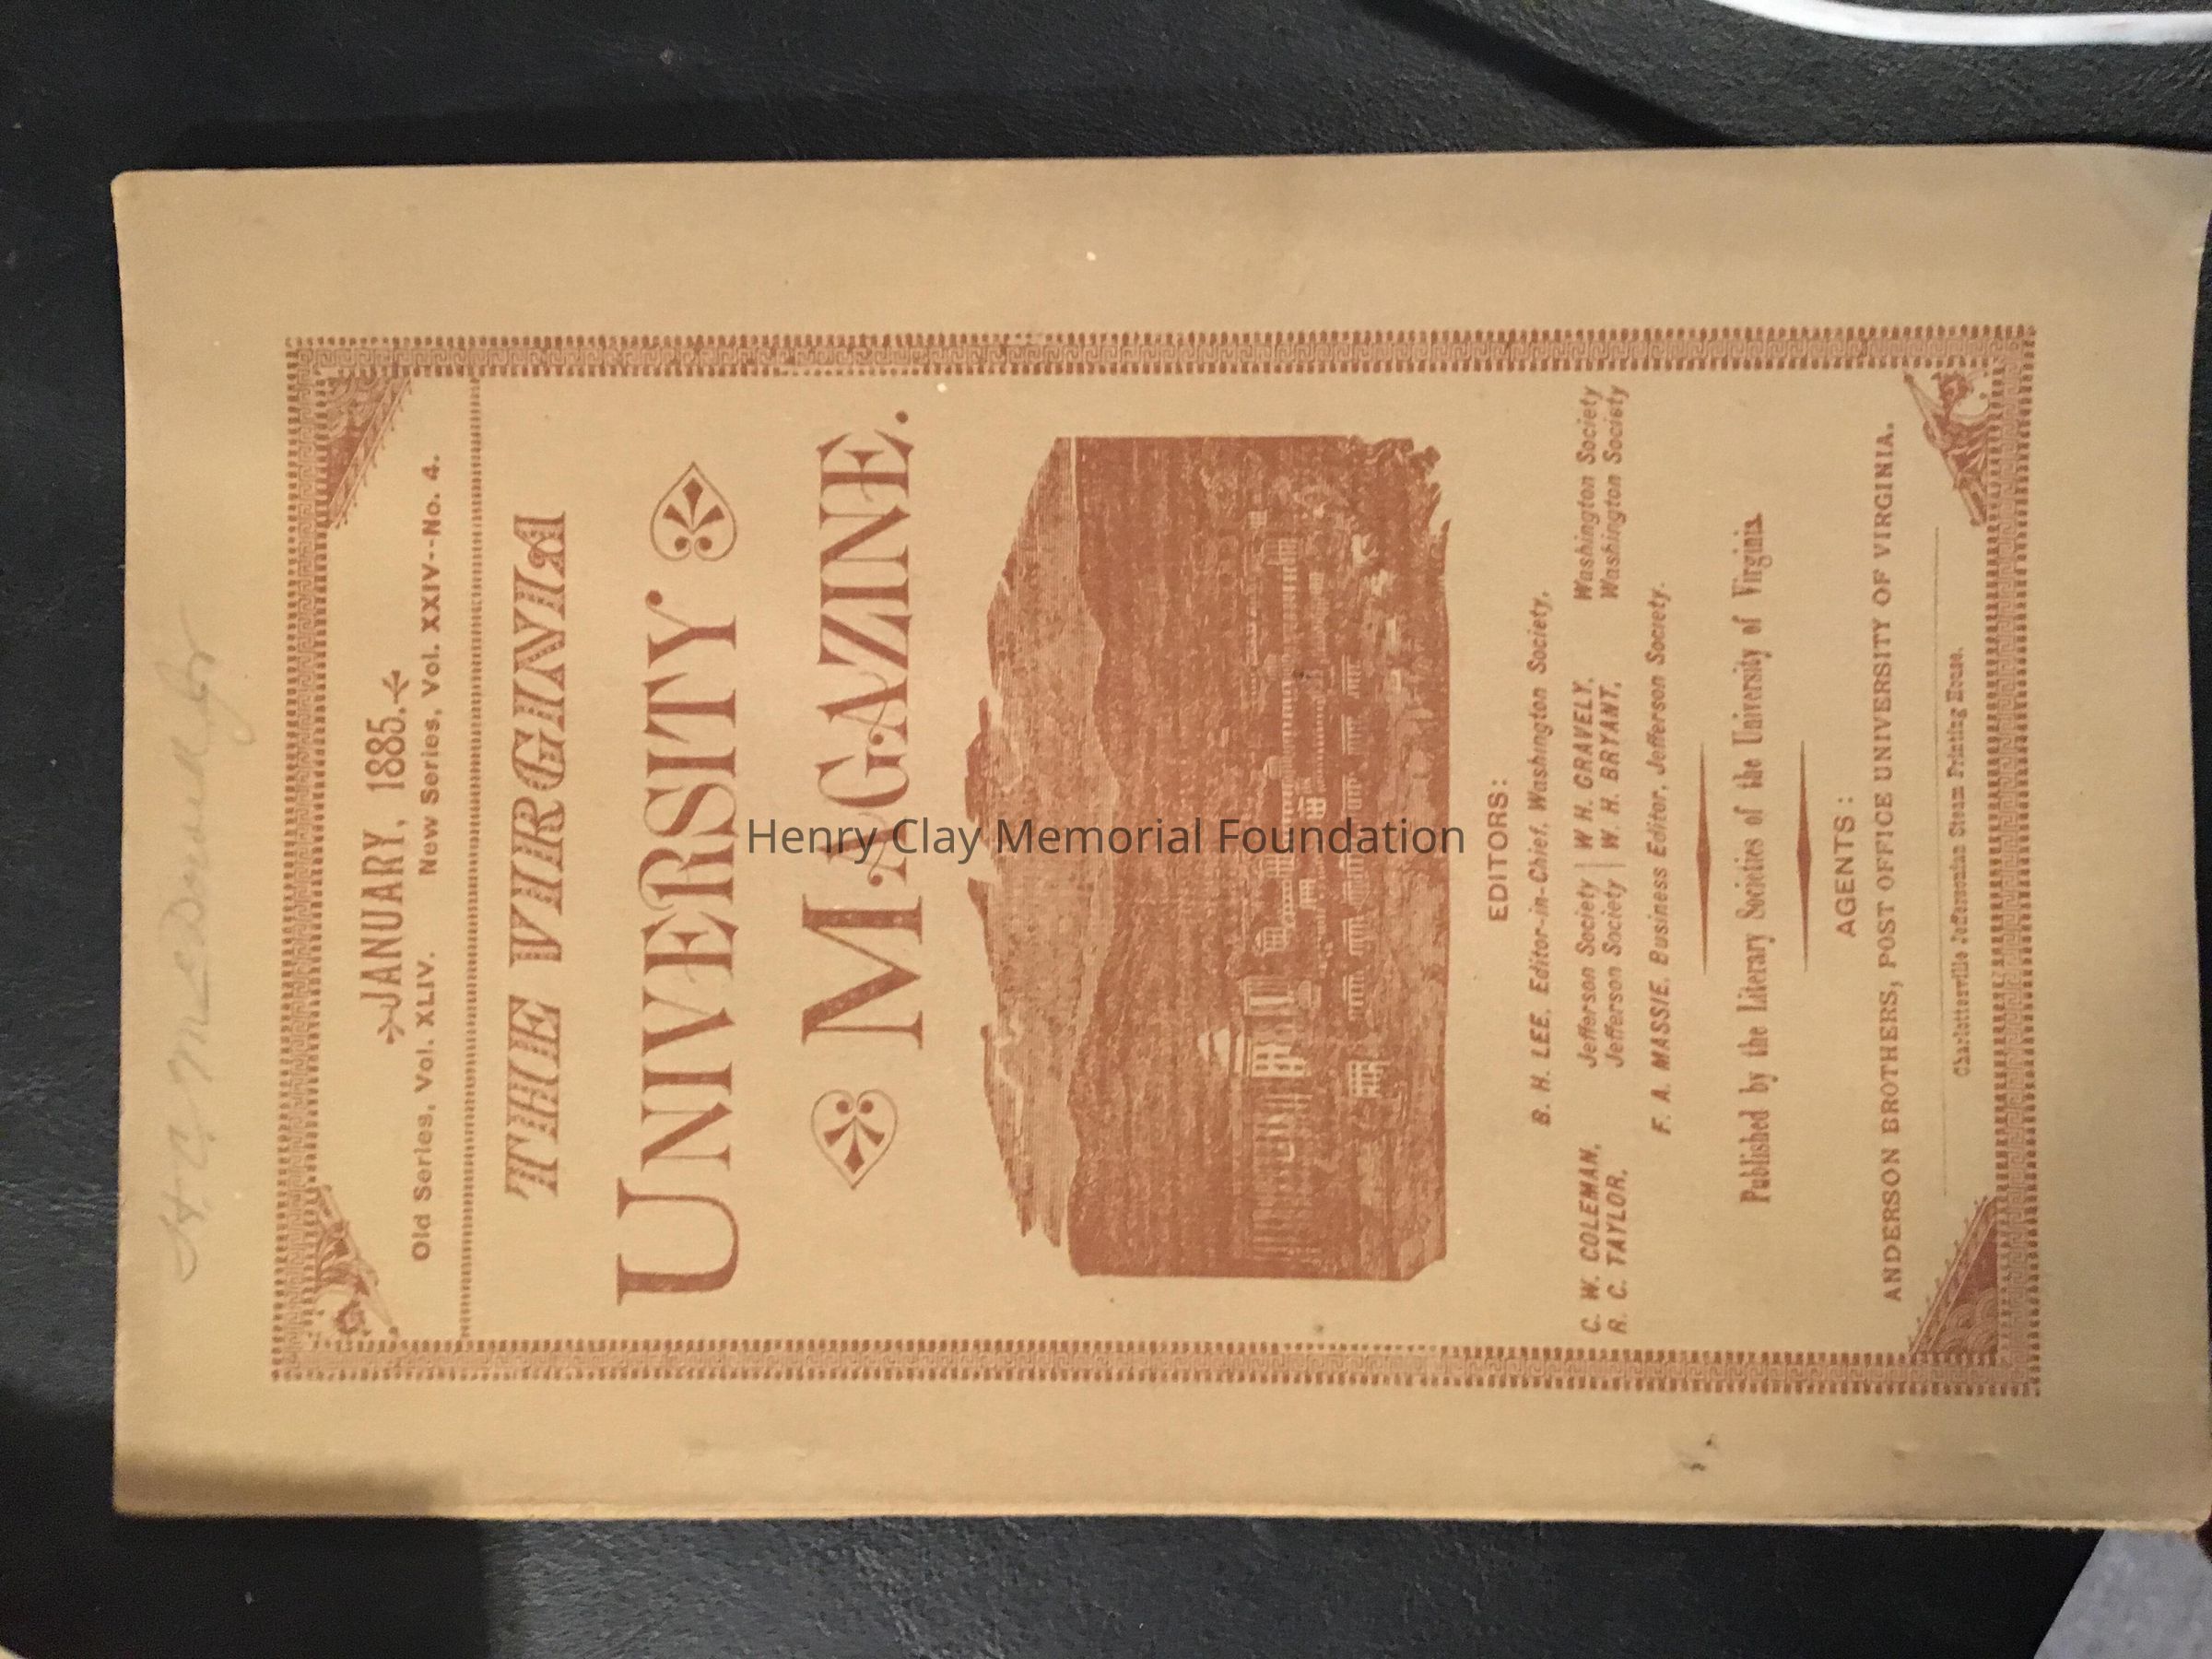 H. C. McDowell Jr
JANUARY, 1885.
Old Series, Vol. XLIV. New Series, Vol. XXIV--No. 4.
THE VIRGINIA
UNIVERSITY
MAGAZINE.
EDITORS:
B. H. LEE, Editor-in-Chief, Washington Society,
C. W. COLEMAN, Jefferson Society | W H. GRAVELY, Washington Society
R. C. TAYLOR, Jefferson Society | W. H. BRYANT, Washington Society
F. A. MASSIE, Business Editor, Jefferson Society.
Published by the Literary Societies of the University of Virginia.
AGENTS:
ANDERSON BROTHERS, POST OFFICE UNIVERSITY OF VIRGINIA.
Charlottesville Jeffersonian Steam Printing House.
Henry Clay Memorial Foundation